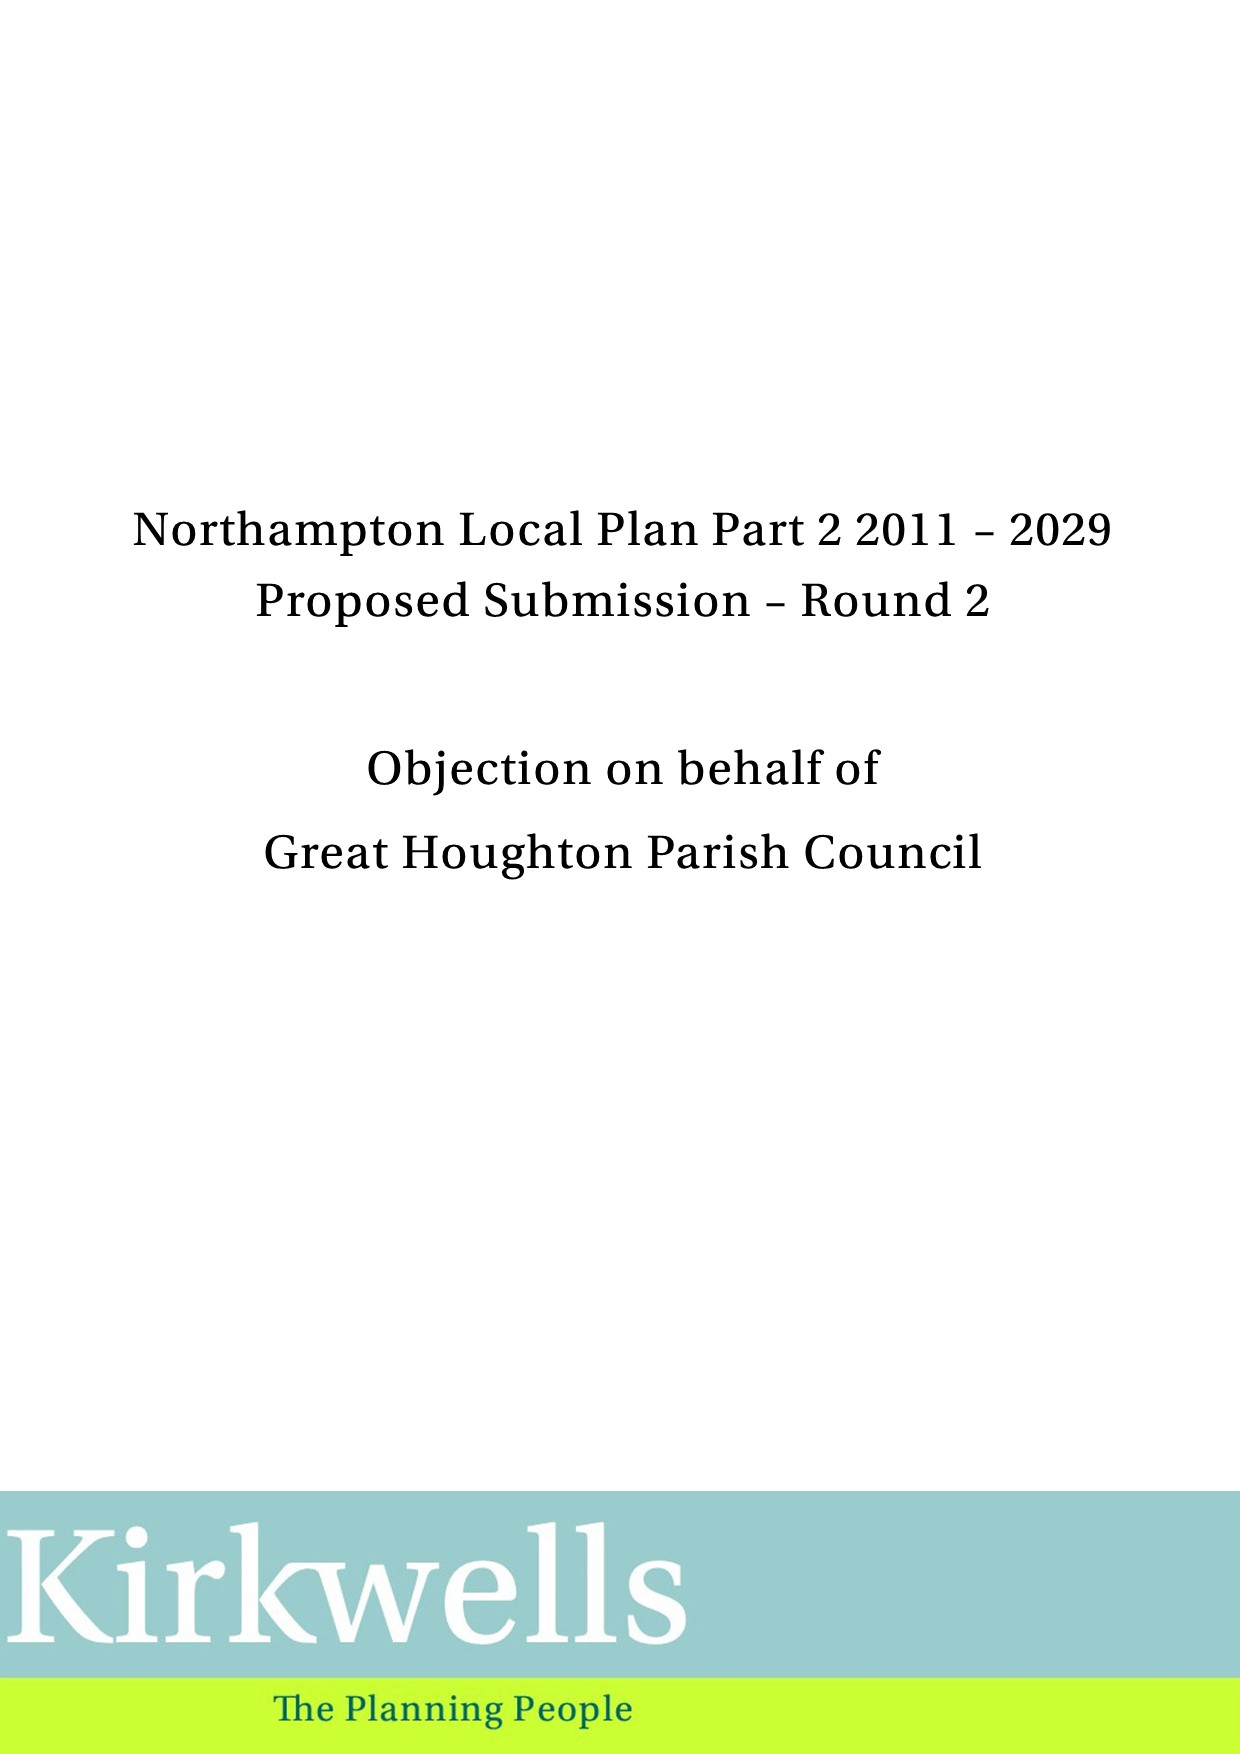 Northampton Local Plan Part 2 2011 – 2029
Proposed Submission – Round 2
Objection on behalf of
Great Houghton Parish Council
Kirkwells
The Planning People